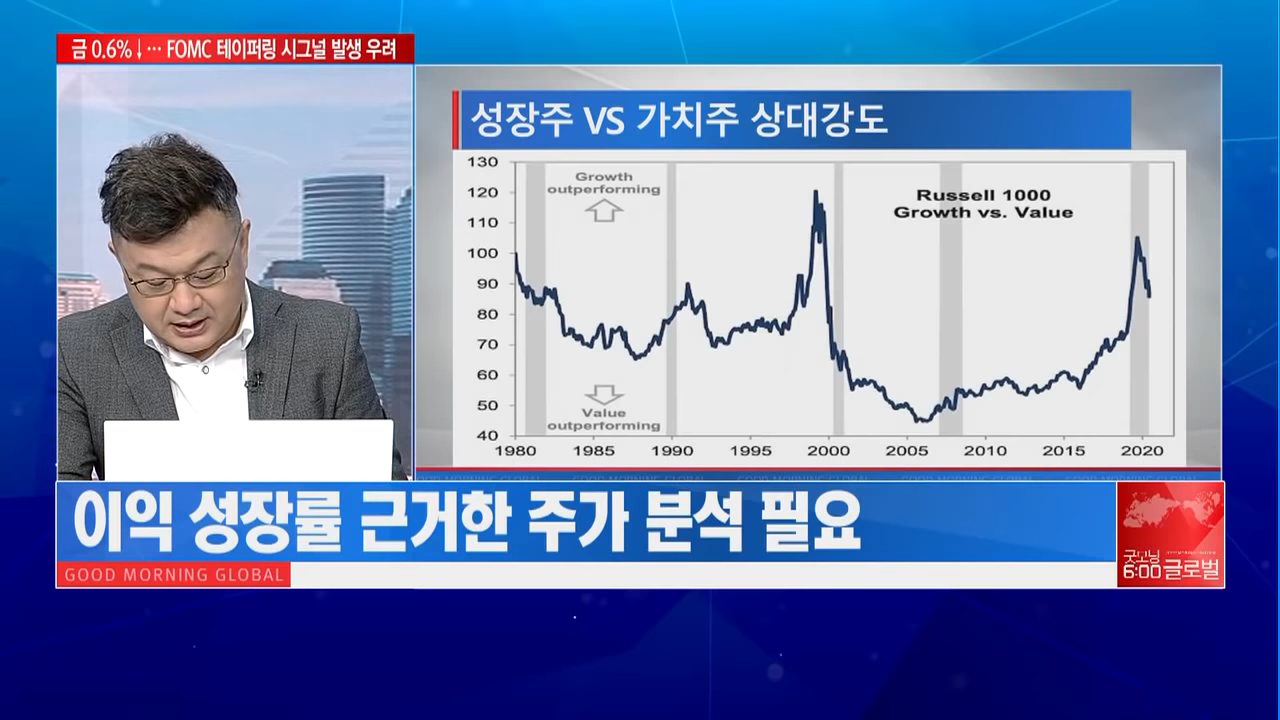 금 0.6%↓… FOMC 테이퍼링 시그널 발생 우려
성장주 VS 가치주 상대강도
130
120
110
100
90
80
70
60
50
40
Growth
outperforming
Russell 1000
Growth vs. Value
Value
outperforming
1980 1985 1990 1995 2000 2005 2010 2015 2020
이익 성장률 근거한 주가 분석 필요
GOOD MORNING GLOBAL
굿모닝
6:00 글로벌